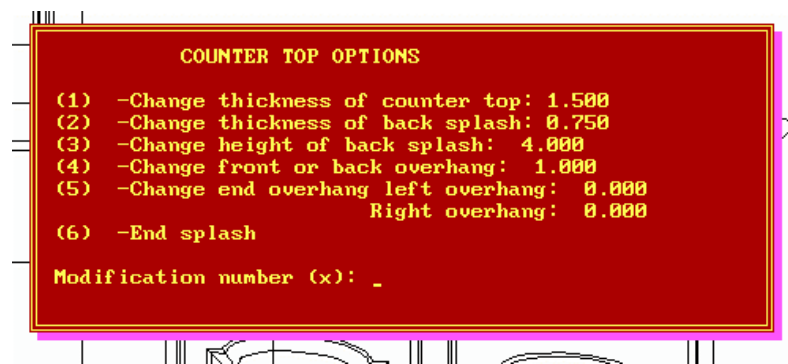 COUNTER TOP OPTIONS
(1) -Change thickness of counter top: 1.500
(2) -Change thickness of back splash: 0.750
(3) -Change height of back splash: 4.000
(4) -Change front or back overhang: 1.000
(5) -Change end overhang left overhang: 0.000
Right overhang: 0.000
(6) -End splash
Modification number (x): _